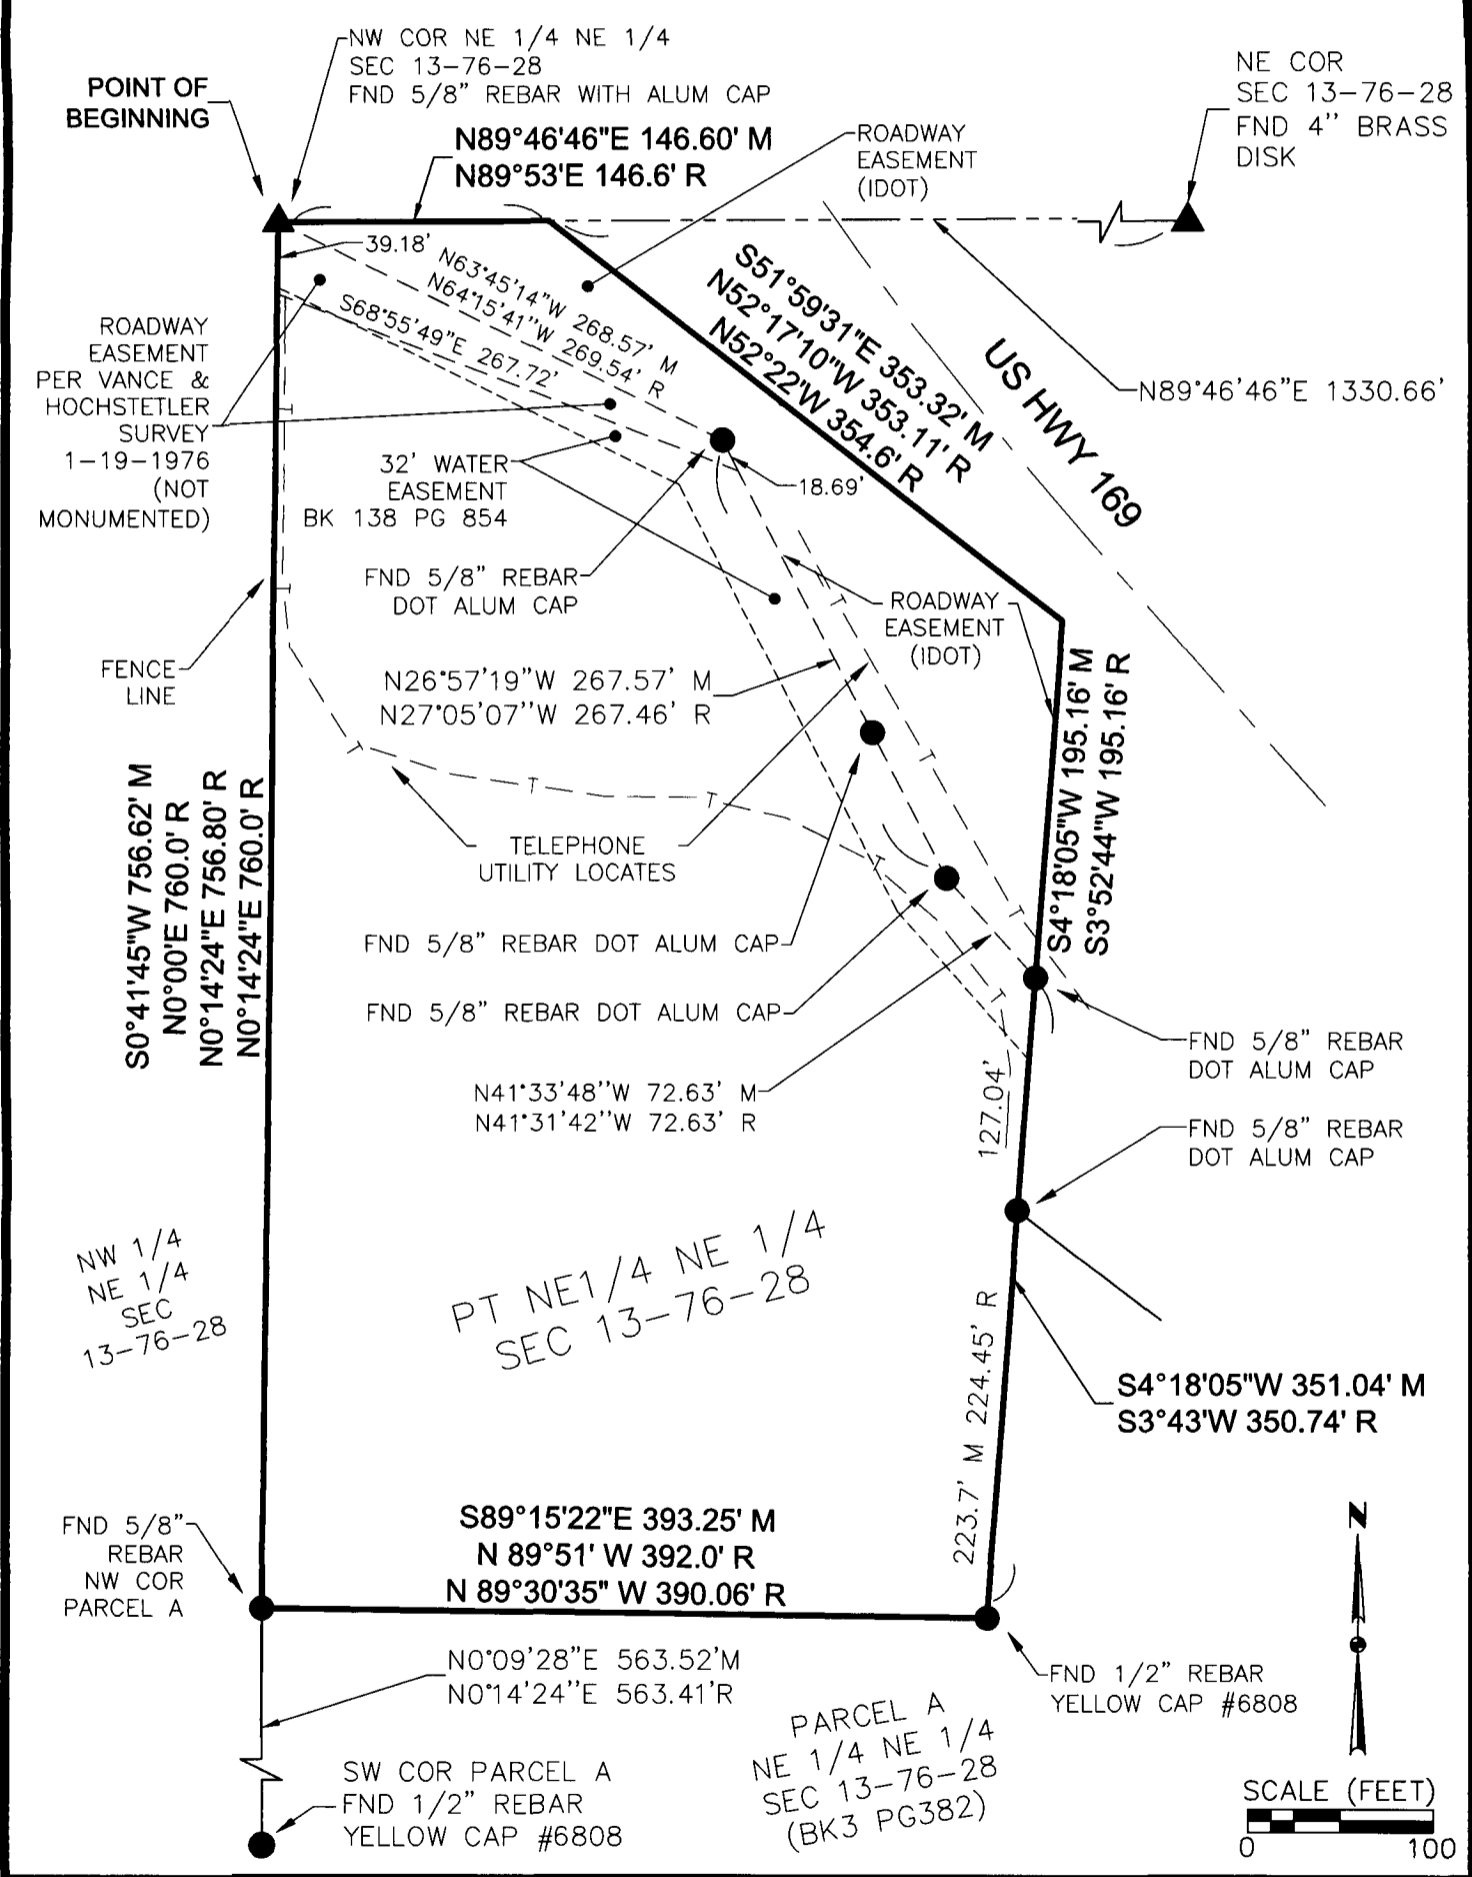 NW COR NE 1/4 NE 1/4
SEC 13-76-28
FND 5/8" REBAR WITH ALUM CAP
POINT OF
BEGINNING
NE COR
SEC 13-76-28
FND 4" BRASS
DISK
N89°46'46"E 146.60' M
N89°53'E 146.6' R
ROADWAY
EASEMENT
(IDOT)
39.18'
N63°45'14"W 268.57' M
N64°15'41"W 269.54' R
S68°55'49"E 267.72'
S51°59'31"E 353.32' M
N52°17'10"W 353.11' R
N52°22'W 354.6' R
US HWY 169
N89°46'46"E 1330.66'
ROADWAY
EASEMENT
PER VANCE &
HOCHSTETLER
SURVEY
1-19-1976
(NOT
MONUMENTED)
32' WATER
EASEMENT
BK 138 PG 854
18.69'
FND 5/8" REBAR
DOT ALUM CAP
ROADWAY
EASEMENT
(IDOT)
FENCE
LINE
N26°57'19"W 267.57' M
N27°05'07"W 267.46' R
S4°18'05"W 195.16' M
S3°52'44"W 195.16' R
S0°41'45"W 756.62' M
N0°00'E 760.0' R
N0°14'24"E 756.80' R
N0°14'24"E 760.0' R
T
T
T
T
T
T
T
T
T
T
T
T
TELEPHONE
UTILITY LOCATES
FND 5/8" REBAR DOT ALUM CAP
FND 5/8" REBAR DOT ALUM CAP
FND 5/8" REBAR
DOT ALUM CAP
N41°33'48"W 72.63' M
N41°31'42"W 72.63' R
127.04'
FND 5/8" REBAR
DOT ALUM CAP
NW 1/4
NE 1/4
SEC
13-76-28
PT NE1/4 NE 1/4
SEC 13-76-28
223.7' M 224.45' R
S4°18'05"W 351.04' M
S3°43'W 350.74' R
FND 5/8"
REBAR
NW COR
PARCEL A
S89°15'22"E 393.25' M
N 89°51' W 392.0' R
N 89°30'35" W 390.06' R
N
N0°09'28"E 563.52'M
N0°14'24"E 563.41'R
FND 1/2" REBAR
YELLOW CAP #6808
PARCEL A
NE 1/4 NE 1/4
SEC 13-76-28
(BK3 PG382)
SW COR PARCEL A
FND 1/2" REBAR
YELLOW CAP #6808
SCALE (FEET)
0 100